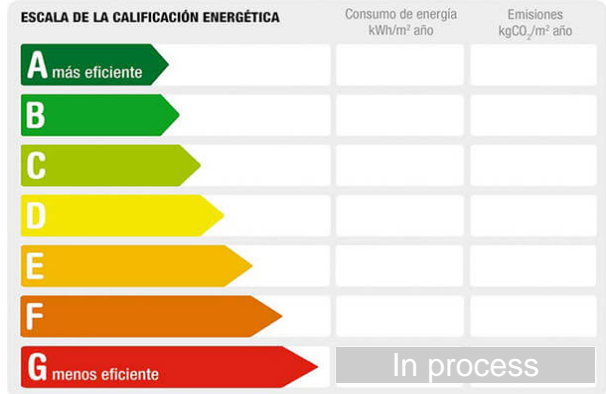 ESCALA DE LA CALIFICACIÓN ENERGÉTICA
Consumo de energía
kWh/m² año
Emisiones
kgCO₂/m² año
A más eficiente
B
C
D
E
F
G menos eficiente
In process